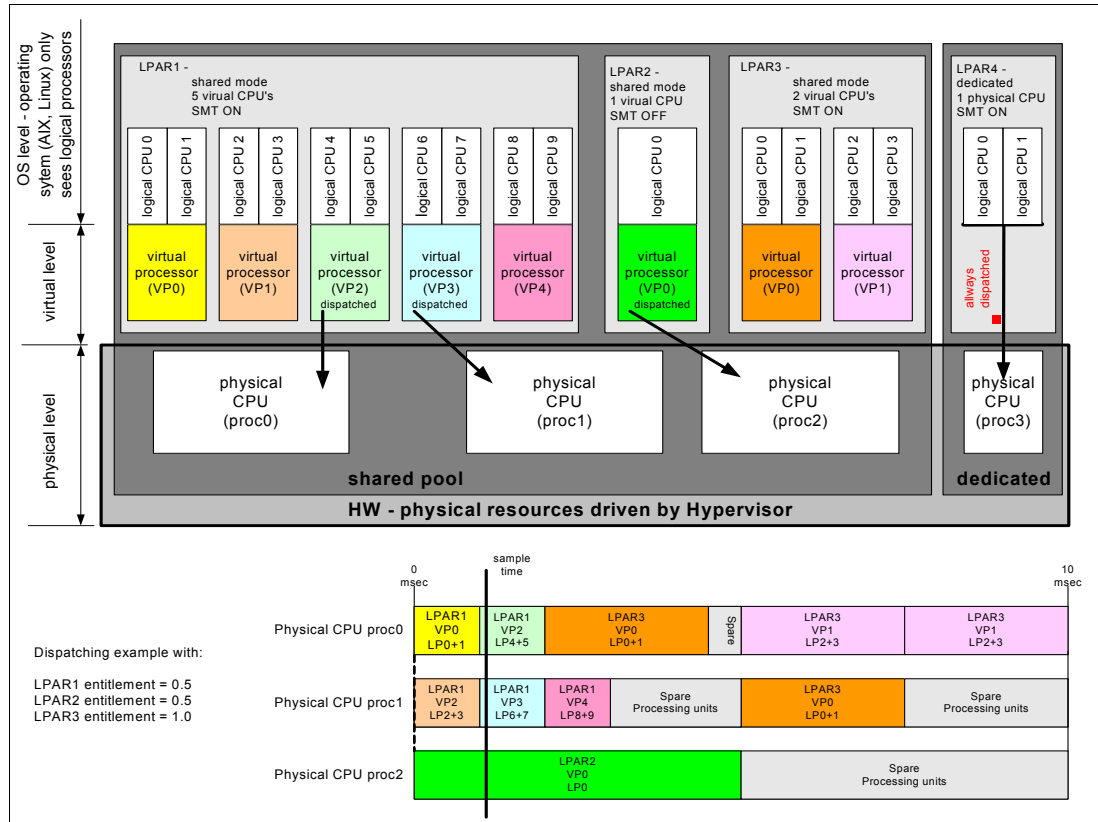 OS level - operating
sytem (AIX, Linux) only
sees logical processors
virtual level
physical level
LPAR1 -
shared mode
5 virual CPU's
SMT ON
LPAR2 -
shared mode
1 virual CPU
SMT OFF
LPAR3 -
shared mode
2 virual CPU's
SMT ON
LPAR4 -
dedicated
1 physical CPU
SMT ON
logical CPU 0
logical CPU 1
logical CPU 2
logical CPU 3
logical CPU 4
logical CPU 5
logical CPU 6
logical CPU 7
logical CPU 8
logical CPU 9
logical CPU 0
logical CPU 0
logical CPU 1
logical CPU 2
logical CPU 3
logical CPU 0
logical CPU 1
virtual
processor
(VP0)
virtual
processor
(VP1)
virtual
processor
(VP2)
dispatched
virtual
processor
(VP3)
dispatched
virtual
processor
(VP4)
virtual
processor
(VP0)
dispatched
virtual
processor
(VP0)
virtual
processor
(VP1)
allways
dispatched
physical
CPU
(proc0)
physical
CPU
(proc1)
physical
CPU
(proc2)
physical
CPU
(proc3)
shared pool
dedicated
HW - physical resources driven by Hypervisor
0
msec
sample
time
10
msec
Dispatching example with:
LPAR1 entitlement = 0.5
LPAR2 entitlement = 0.5
LPAR3 entitlement = 1.0
Physical CPU proc0
LPAR1
VP0
LP0+1
LPAR1
VP2
LP4+5
LPAR3
VP0
LP0+1
Spare
LPAR3
VP1
LP2+3
LPAR3
VP1
LP2+3
Physical CPU proc1
LPAR1
VP2
LP2+3
LPAR1
VP3
LP6+7
LPAR1
VP4
LP8+9
Spare
Processing units
LPAR3
VP0
LP0+1
Spare
Processing units
Physical CPU proc2
LPAR2
VP0
LP0
Spare
Processing units